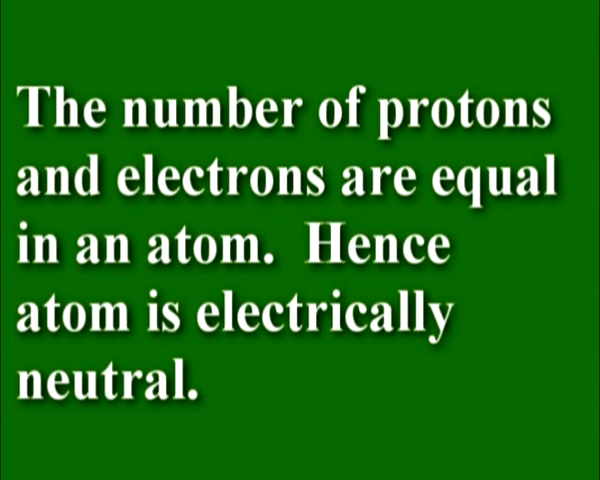 The number of protons
and electrons are equal
in an atom.  Hence
atom is electrically
neutral.